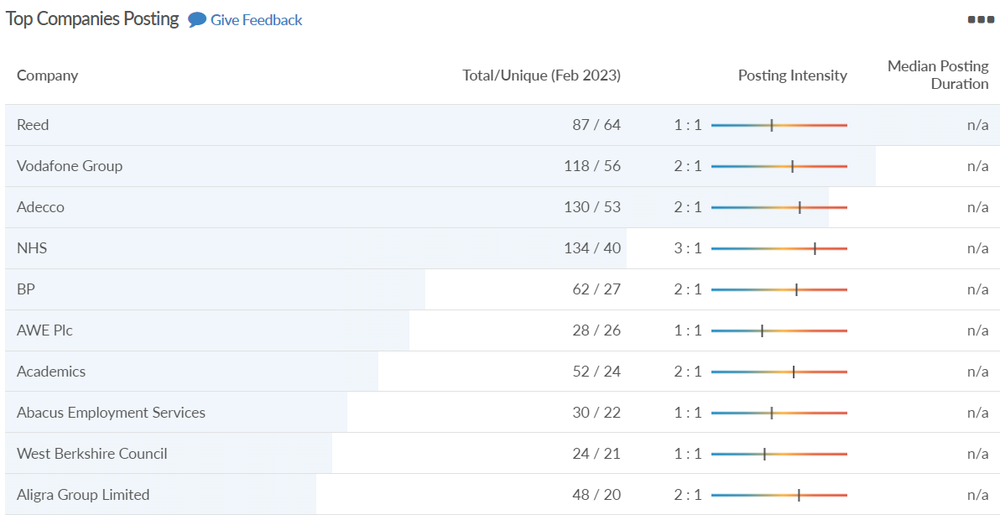 Top Companies Posting Give Feedback
Company Total/Unique (Feb 2023) Posting Intensity Median Posting Duration
Reed 87 / 64 1 : 1 n/a
Vodafone Group 118 / 56 2 : 1 n/a
Adecco 130 / 53 2 : 1 n/a
NHS 134 / 40 3 : 1 n/a
BP 62 / 27 2 : 1 n/a
AWE Plc 28 / 26 1 : 1 n/a
Academics 52 / 24 2 : 1 n/a
Abacus Employment Services 30 / 22 1 : 1 n/a
West Berkshire Council 24 / 21 1 : 1 n/a
Aligra Group Limited 48 / 20 2 : 1 n/a